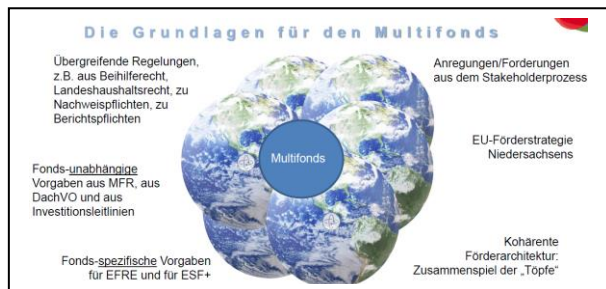 Die Grundlagen für den Multifonds
Übergreifende Regelungen,
z.B. aus Beihilferecht,
Landeshaushaltsrecht, zu
Nachweispflichten, zu
Berichtspflichten
Fonds-unabhängige
Vorgaben aus MFR, aus
DachVO und aus
Investitionsleitlinien
Fonds-spezifische Vorgaben
für EFRE und für ESF+
Multifonds
Anregungen/Forderungen
aus dem Stakeholderprozess
EU-Förderstrategie
Niedersachsens
Kohärente
Förderarchitektur:
Zusammenspiel der „Töpfe“